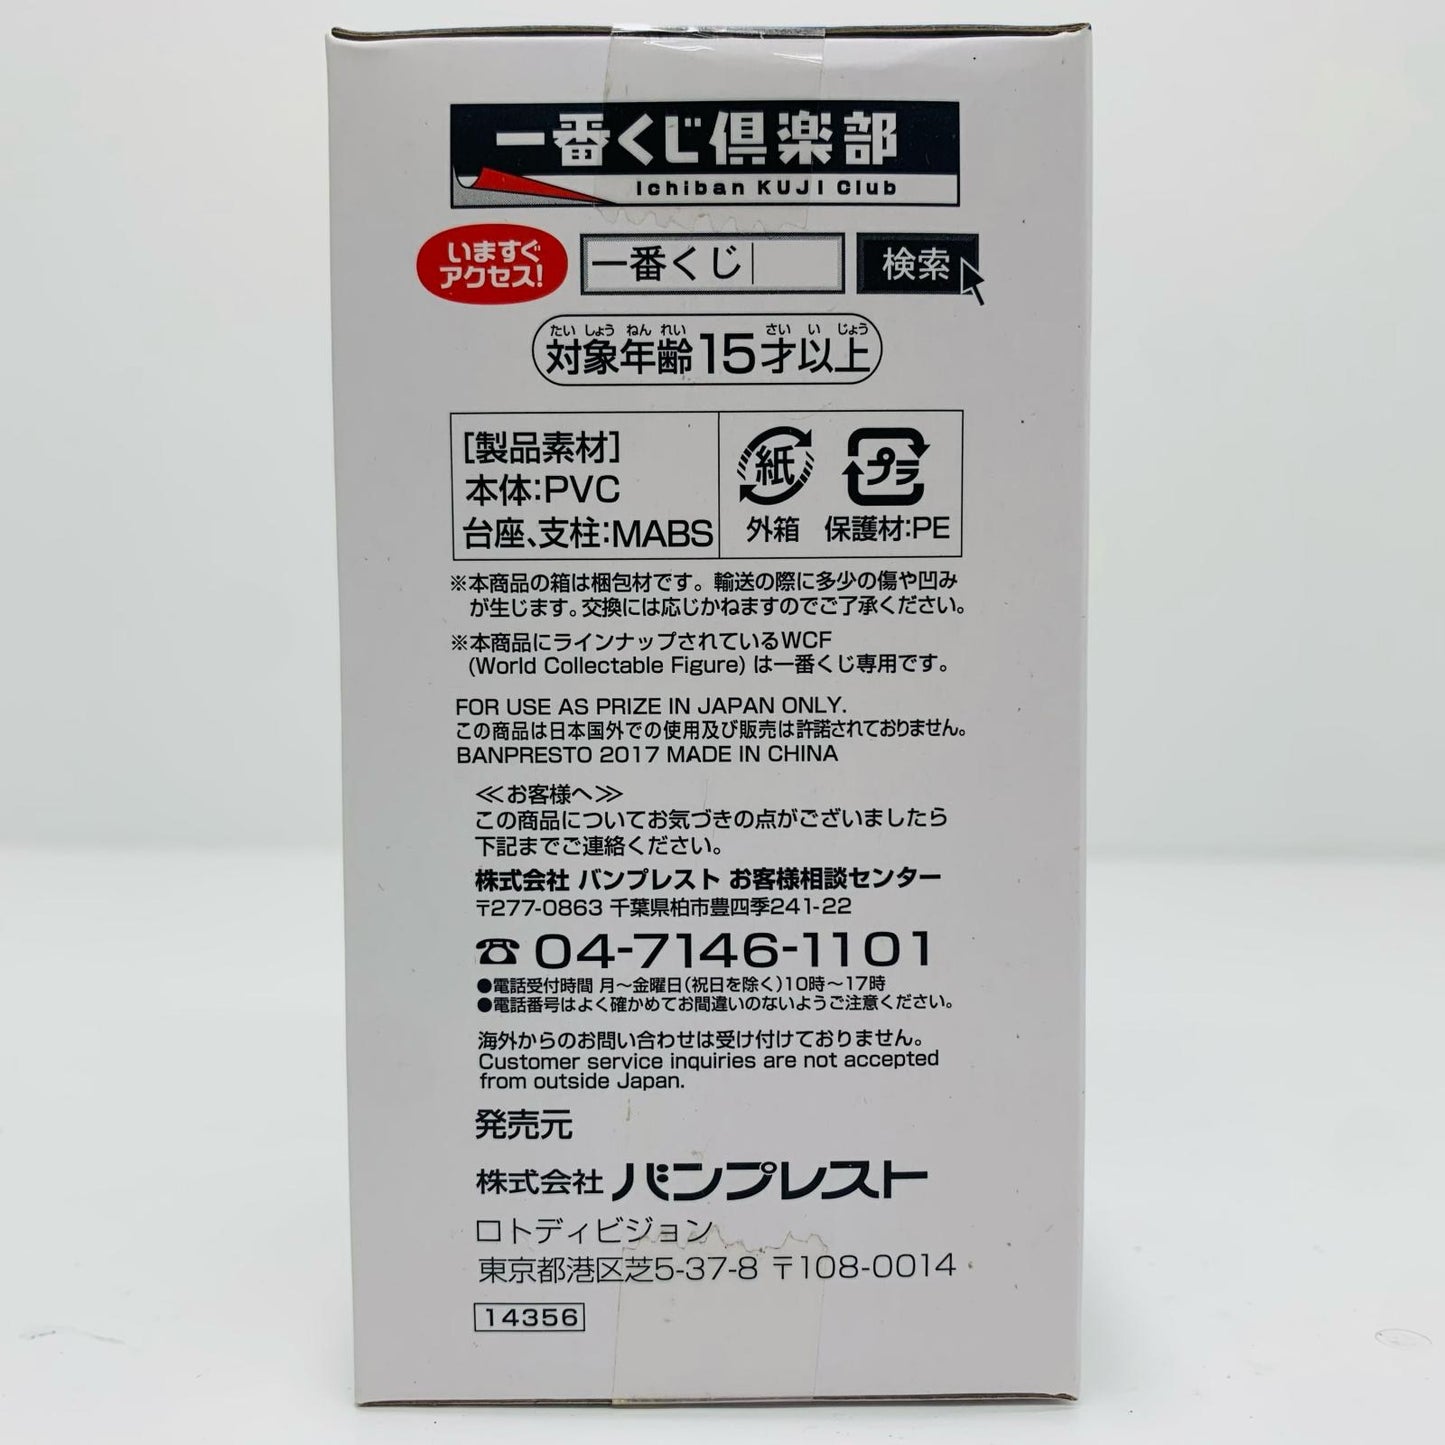 一番くじ倶楽部
Ichiban KUJI Club
いますぐ
アクセス!
一番くじ
検索
たいしょうねんれい さいいじょう
対象年齢15才以上
[製品素材]
本体:PVC
台座、支柱:MABS
紙
外箱
プラ
保護材:PE
※本商品の箱は梱包材です。輸送の際に多少の傷や凹み
が生じます。交換には応じかねますのでご了承ください。
※本商品にラインナップされているWCF
(World Collectable Figure) は一番くじ専用です。
FOR USE AS PRIZE IN JAPAN ONLY.
この商品は日本国外での使用及び販売は許諾されておりません。
BANPRESTO 2017 MADE IN CHINA
≪お客様へ≫
この商品についてお気づきの点がございましたら
下記までご連絡ください。
株式会社 バンプレスト お客様相談センター
〒277-0863 千葉県柏市豊四季241-22
☎ 04-7146-1101
●電話受付時間 月～金曜日(祝日を除く)10時～17時
●電話番号はよく確かめてお間違いのないようご注意ください。
海外からのお問い合わせは受け付けておりません。
Customer service inquiries are not accepted
from outside Japan.
発売元
株式会社 バンプレスト
ロトディビジョン
東京都港区芝5-37-8 〒108-0014
14356